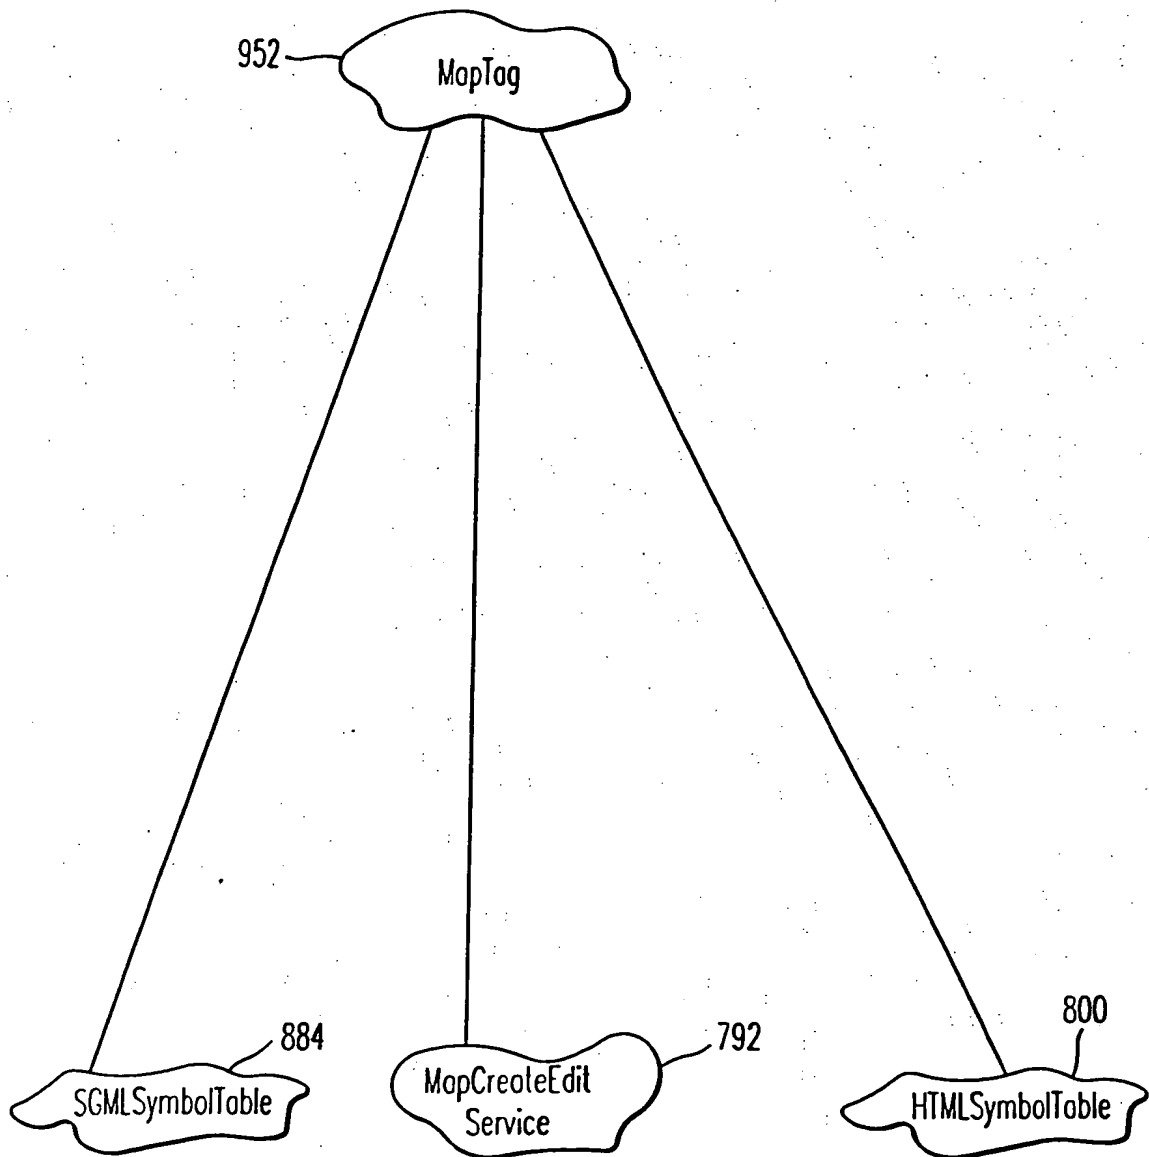 952
MapTag
884
SGMLSymbolTable
792
MapCreateEdit
Service
800
HTMLSymbolTable